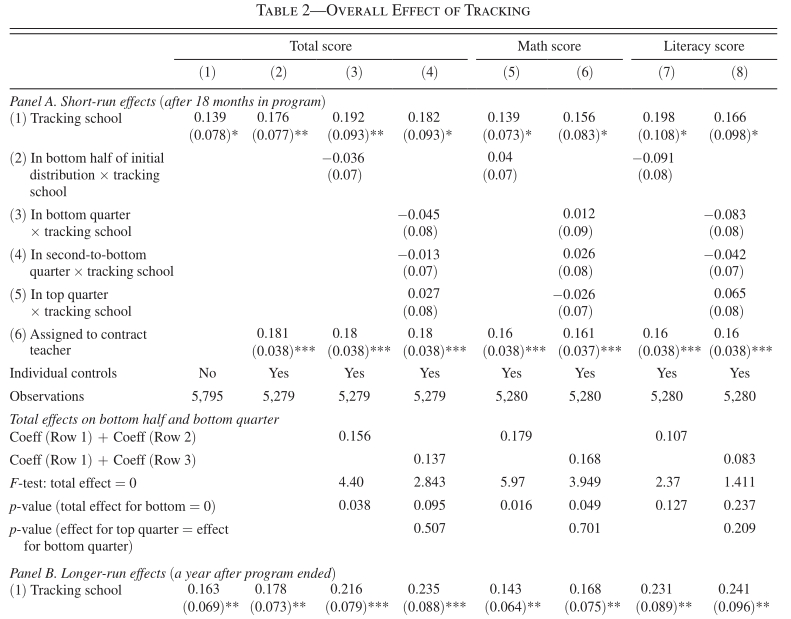 TABLE 2—OVERALL EFFECT OF TRACKING
Total score Math score Literacy score
(1) (2) (3) (4) (5) (6) (7) (8)
Panel A. Short-run effects (after 18 months in program)
(1) Tracking school 0.139 0.176 0.192 0.182 0.139 0.156 0.198 0.166
(0.078)* (0.077)** (0.093)** (0.093)* (0.073)* (0.083)* (0.108)* (0.098)*
(2) In bottom half of initial −0.036 0.04 −0.091
distribution × tracking (0.07) (0.07) (0.08)
school
(3) In bottom quarter −0.045 0.012 −0.083
× tracking school (0.08) (0.09) (0.08)
(4) In second-to-bottom −0.013 0.026 −0.042
quarter × tracking school (0.07) (0.08) (0.07)
(5) In top quarter 0.027 −0.026 0.065
× tracking school (0.08) (0.07) (0.08)
(6) Assigned to contract 0.181 0.18 0.18 0.16 0.161 0.16 0.16
teacher (0.038)*** (0.038)*** (0.038)*** (0.038)*** (0.037)*** (0.038)*** (0.038)***
Individual controls No Yes Yes Yes Yes Yes Yes Yes
Observations 5,795 5,279 5,279 5,279 5,280 5,280 5,280 5,280
Total effects on bottom half and bottom quarter
Coeff (Row 1) + Coeff (Row 2) 0.156 0.179 0.107
Coeff (Row 1) + Coeff (Row 3) 0.137 0.168 0.083
F-test: total effect = 0 4.40 2.843 5.97 3.949 2.37 1.411
p-value (total effect for bottom = 0) 0.038 0.095 0.016 0.049 0.127 0.237
p-value (effect for top quarter = effect 0.507 0.701 0.209
for bottom quarter)
Panel B. Longer-run effects (a year after program ended)
(1) Tracking school 0.163 0.178 0.216 0.235 0.143 0.168 0.231 0.241
(0.069)** (0.073)** (0.079)*** (0.088)*** (0.064)** (0.075)** (0.089)** (0.096)**